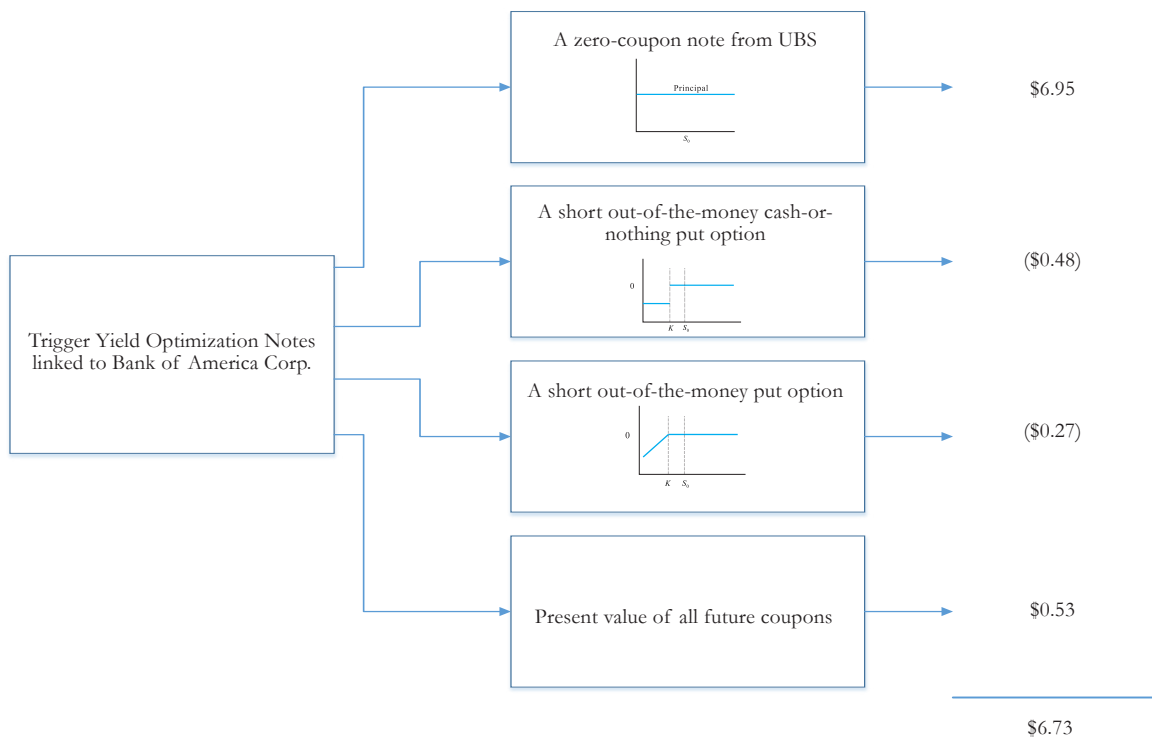 A zero-coupon note from UBS
Principal
S0
$6.95
A short out-of-the-money cash-or-
nothing put option
0
K S0
($0.48)
Trigger Yield Optimization Notes
linked to Bank of America Corp.
A short out-of-the-money put option
0
K S0
($0.27)
Present value of all future coupons
$0.53
$6.73